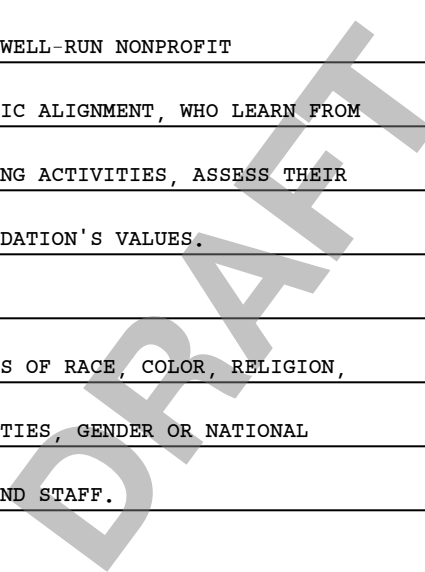 WELL-RUN NONPROFIT
IC ALIGNMENT, WHO LEARN FROM
NG ACTIVITIES, ASSESS THEIR
DATION'S VALUES.
S OF RACE, COLOR, RELIGION,
TIES, GENDER OR NATIONAL
ND STAFF.
DRAFT